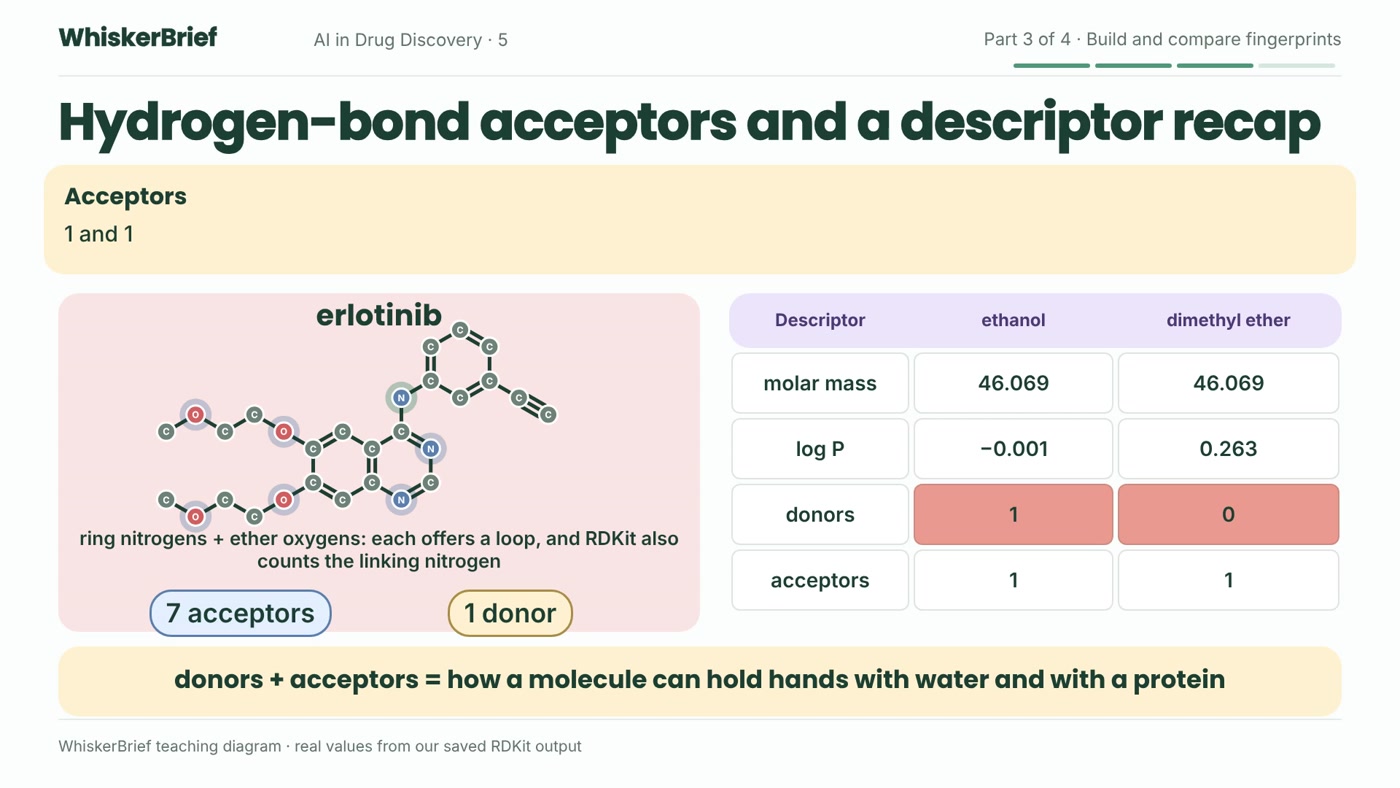 WhiskerBrief
AI in Drug Discovery · 5
Part 3 of 4 · Build and compare fingerprints
Hydrogen-bond acceptors and a descriptor recap
Acceptors
1 and 1
erlotinib
C
C
C
C
C
C
N
C
C
O
C
O
C
C
C
C
C
C
N
C
C
C
C
C
O
N
C
C
O
C
ring nitrogens + ether oxygens: each offers a loop, and RDKit also
counts the linking nitrogen
7 acceptors
1 donor
Descriptor ethanol dimethyl ether
molar mass 46.069 46.069
log P −0.001 0.263
donors 1 0
acceptors 1 1
donors + acceptors = how a molecule can hold hands with water and with a protein
WhiskerBrief teaching diagram · real values from our saved RDKit output